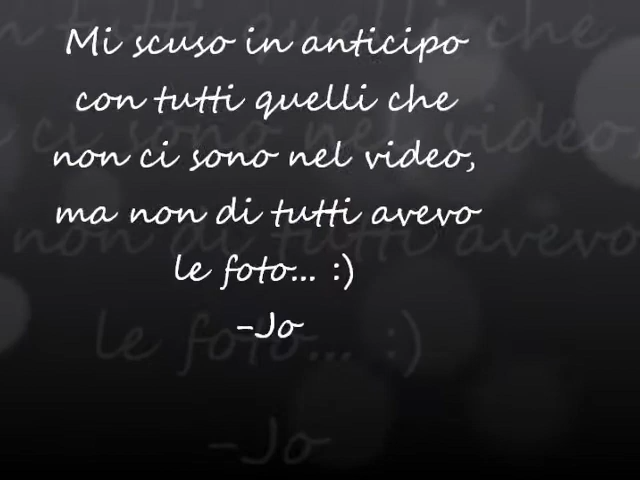 Mi scuso in anticipo
con tutti quelli che
non ci sono nel video,
ma non di tutti avevo
le foto... :)
-Jo